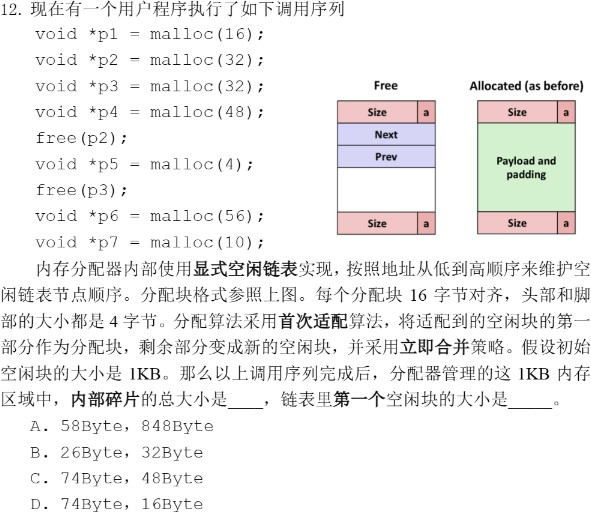 12. 现在有一个用户程序执行了如下调用序列
void *p1 = malloc(16);
void *p2 = malloc(32);
void *p3 = malloc(32);
void *p4 = malloc(48);
free(p2);
void *p5 = malloc(4);
free(p3);
void *p6 = malloc(56);
void *p7 = malloc(10);
Free
Size a
Next
Prev
Size a
Allocated (as before)
Size a
Payload and
padding
Size a
内存分配器内部使用显式空闲链表实现，按照地址从低到高顺序来维护空
闲链表节点顺序。分配块格式参照上图。每个分配块 16 字节对齐，头部和脚
部的大小都是 4 字节。分配算法采用首次适配算法，将适配到的空闲块的第一
部分作为分配块，剩余部分变成新的空闲块，并采用立即合并策略。假设初始
空闲块的大小是 1KB。那么以上调用序列完成后，分配器管理的这 1KB 内存
区域中，内部碎片的总大小是____，链表里第一个空闲块的大小是_____。
A. 58Byte，848Byte
B. 26Byte，32Byte
C. 74Byte，48Byte
D. 74Byte，16Byte